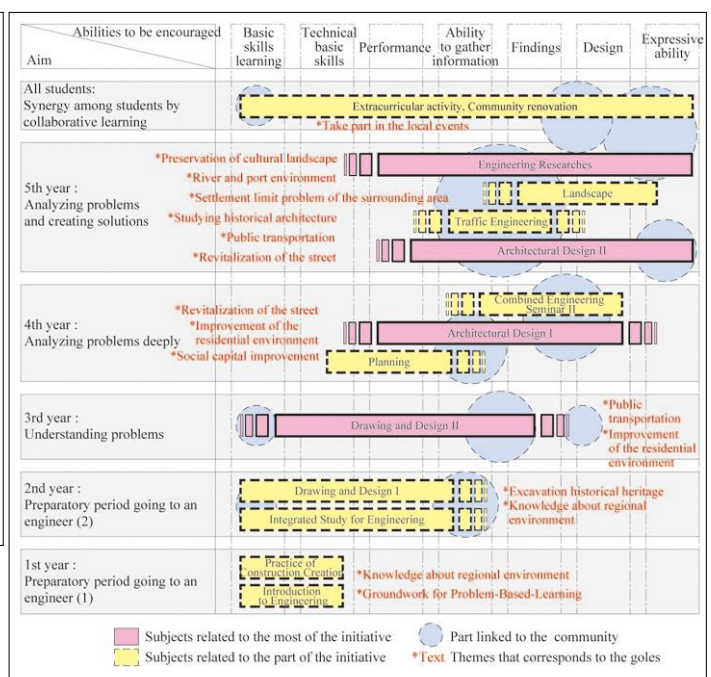 Abilities to be encouraged
Aim
Basic
skills
learning
Technical
basic
skills
Performance
Ability
to gather
information
Findings
Design
Expressive
ability
All students:
Synergy among students by
collaborative learning
Extracurricular activity, Community renovation
*Take part in the local events
5th year :
Analyzing problems
and creating solutions
*Preservation of cultural landscape
*River and port environment
*Settlement limit problem of the surrounding area
*Studying historical architecture
*Public transportation
*Revitalization of the street
Engineering Researches
Landscape
Traffic Engineering
Architectural Design II
4th year :
Analyzing problems deeply
*Revitalization of the street
*Improvement of the
residential environment
*Social capital improvement
Combined Engineering
Seminar II
Architectural Design I
Planning
3rd year :
Understanding problems
Drawing and Design II
*Public
transportation
*Improvement
of the residential
environment
2nd year :
Preparatory period going to an
engineer (2)
Drawing and Design I
Integrated Study for Engineering
*Excavation historical heritage
*Knowledge about regional
environment
1st year :
Preparatory period going to an
engineer (1)
Practice of
Construction Creation
Introduction
to Engineering
*Knowledge about regional environment
*Groundwork for Problem-Based-Learning
Subjects related to the most of the initiative
Part linked to the community
Subjects related to the part of the initiative
*Text Themes that corresponds to the goles